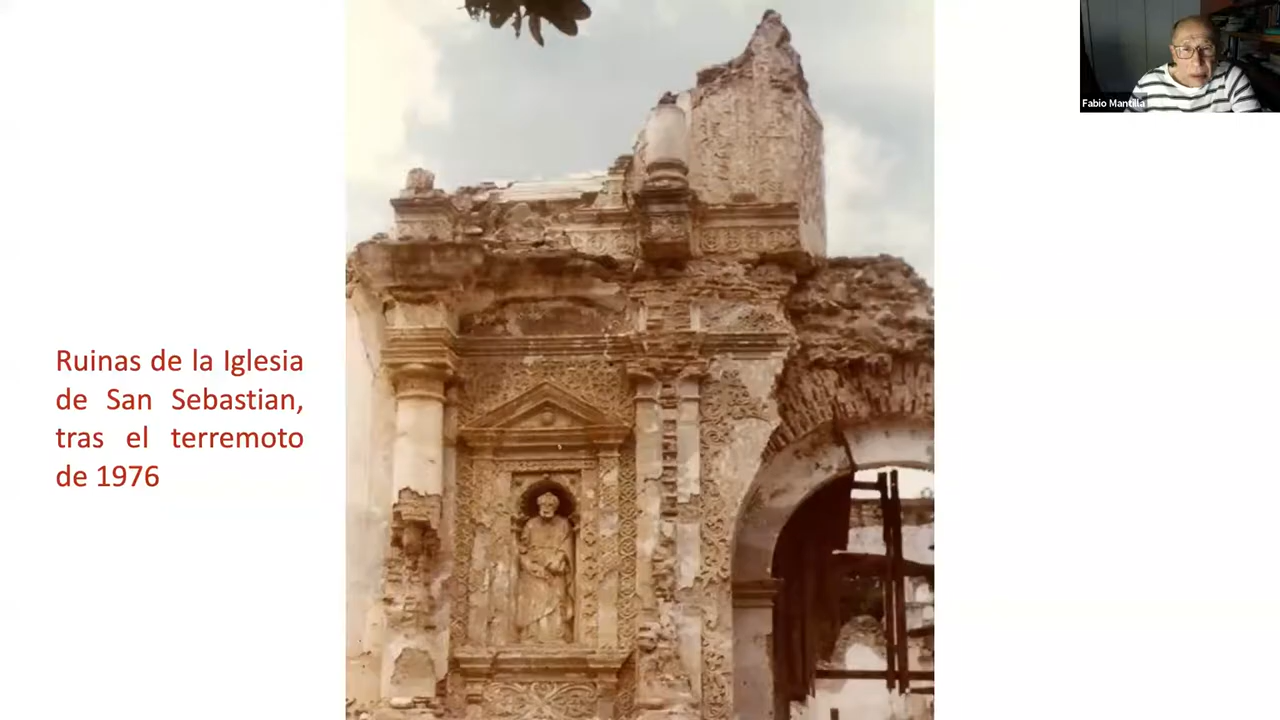 Ruinas de la Iglesia
de San Sebastian,
tras el terremoto
de 1976
Fabio Mantilla